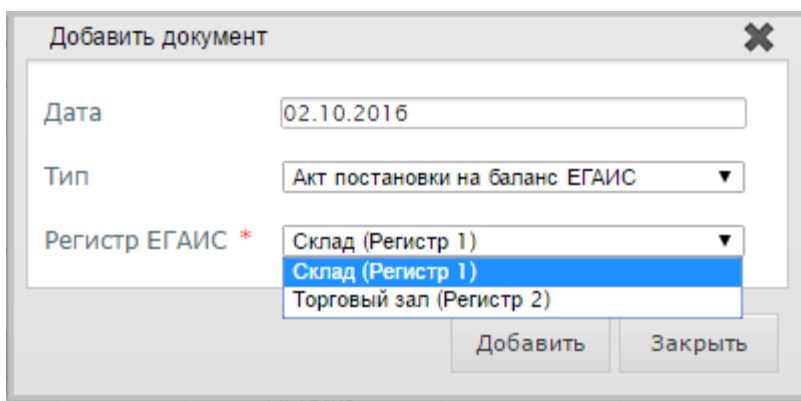 Добавить документ
Дата 02.10.2016
Тип Акт постановки на баланс ЕГАИС
Регистр ЕГАИС * Склад (Регистр 1)
Склад (Регистр 1)
Торговый зал (Регистр 2)
Добавить Закрыть